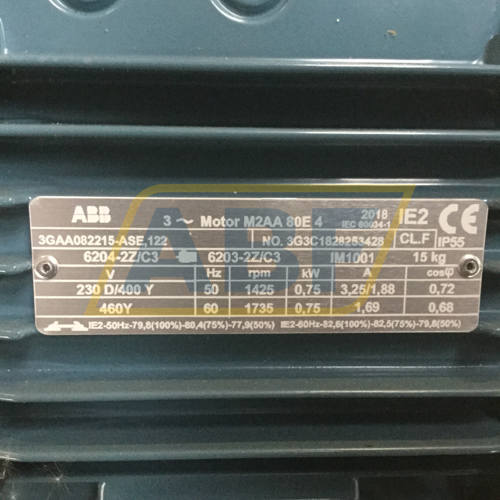 ABB 3 ~ Motor M2AA 80E 4 2018 IEC 60034-1 IE2 CE
3GAA082215-ASE,122 NO. 3G3C1828253428 CL.F IP55
6204-2Z/C3 6203-2Z/C3 IM1001 15 kg
V Hz rpm kW A cosφ
230 D/400 Y 50 1425 0,75 3,25/1,88 0,72
460Y 60 1735 0,75 1,69 0,68
IE2-50Hz-79,8(100%)-80,4(75%)-77,9(50%) IE2-60Hz-82,6(100%)-82,5(75%)-79,8(50%)